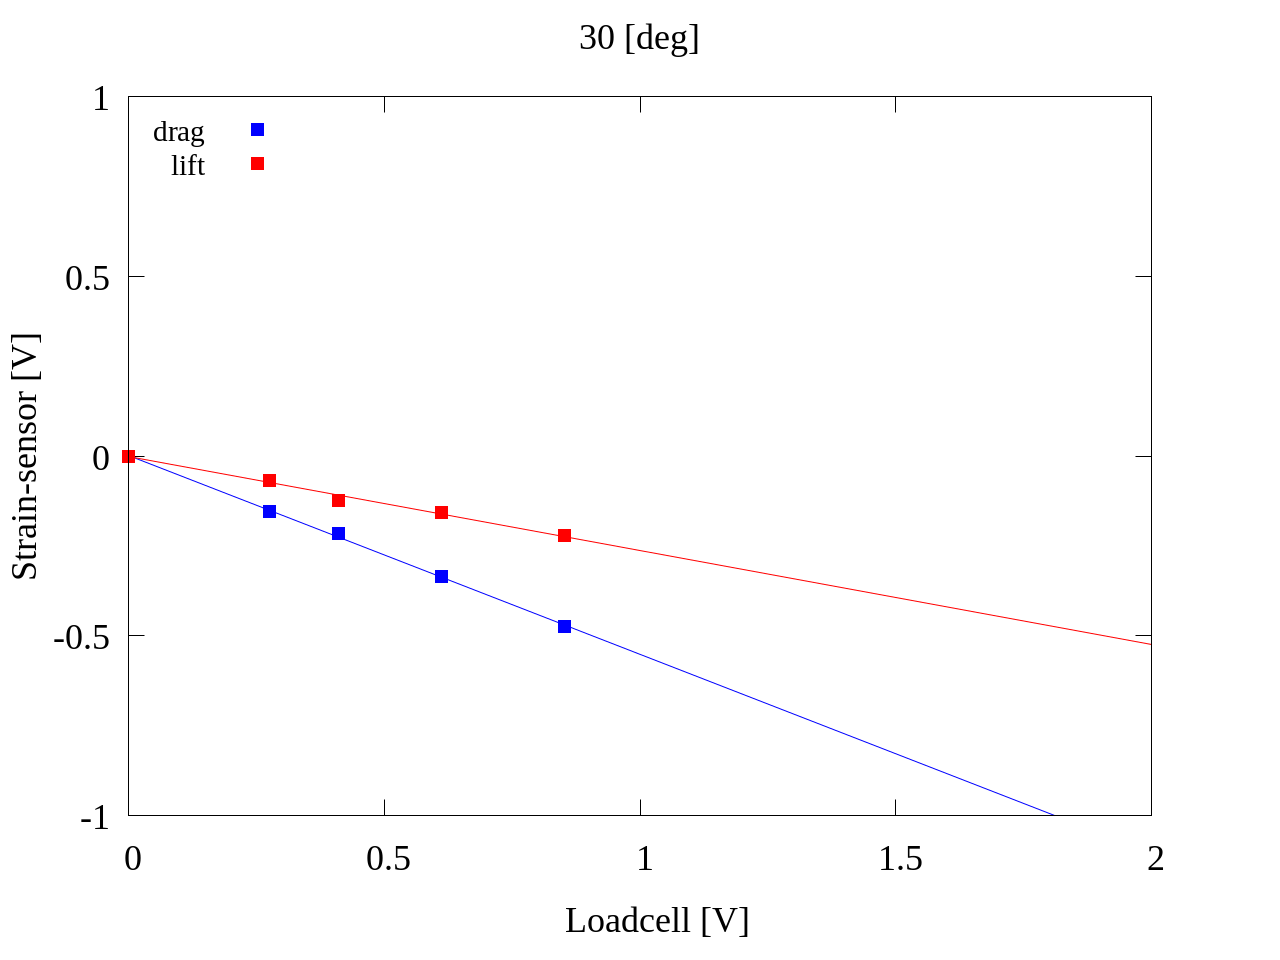 30 [deg]
1
drag
lift
0.5
0
-0.5
-1
Strain-sensor [V]
0 0.5 1 1.5 2
Loadcell [V]